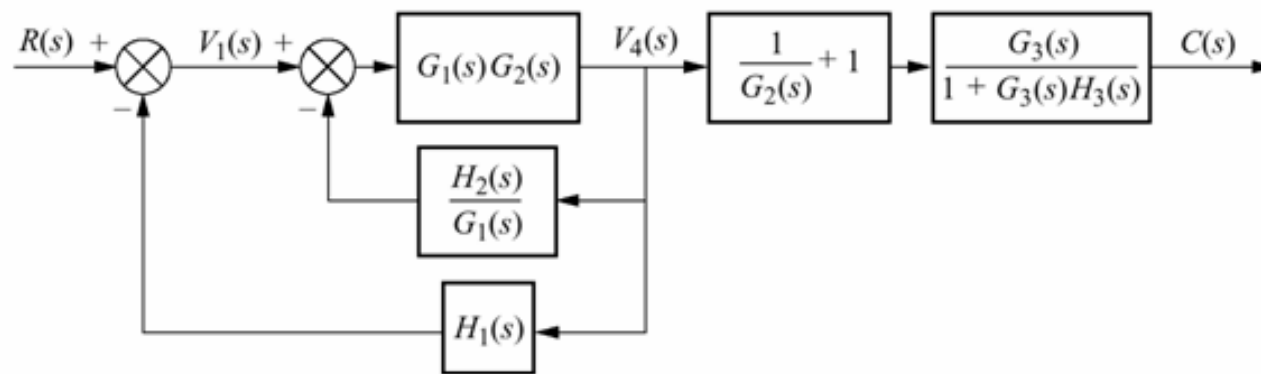 R(s) + V₁(s) + G₁(s)G₂(s) V₄(s) 1/G₂(s) + 1 G₃(s)/1 + G₃(s)H₃(s) C(s)
− −
H₂(s)/G₁(s)
H₁(s)